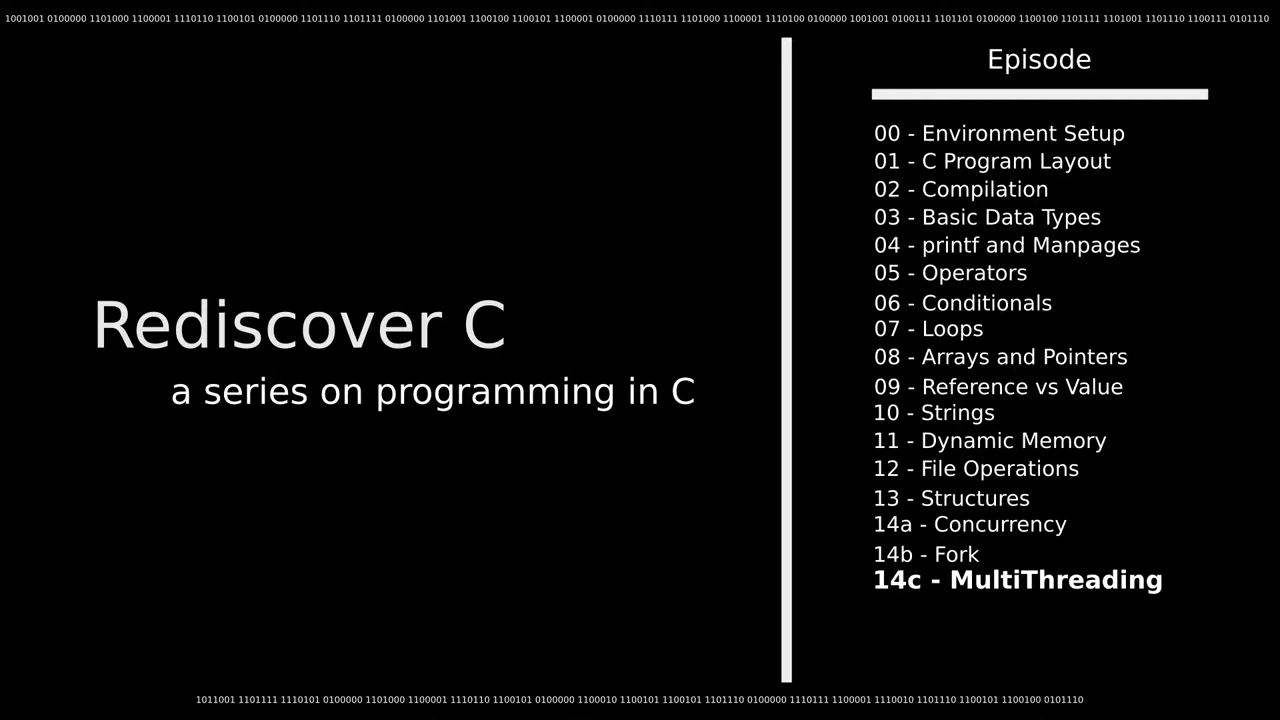 1001001 0100000 1101000 1100001 1110110 1100101 0100000 1101110 1101111 0100000 1101001 1100100 1100101 1100001 0100000 1110111 1101000 1100001 1110100 0100000 1001001 0100111 1101101 0100000 1100100 1101111 1101001 1101110 1100111 0101110
Rediscover C
a series on programming in C
Episode
00 - Environment Setup
01 - C Program Layout
02 - Compilation
03 - Basic Data Types
04 - printf and Manpages
05 - Operators
06 - Conditionals
07 - Loops
08 - Arrays and Pointers
09 - Reference vs Value
10 - Strings
11 - Dynamic Memory
12 - File Operations
13 - Structures
14a - Concurrency
14b - Fork
14c - MultiThreading
1011001 1101111 1110101 0100000 1101000 1100001 1110110 1100101 0100000 1100010 1100101 1100101 1101110 0100000 1110111 1100001 1110010 1101110 1100101 1100100 0101110